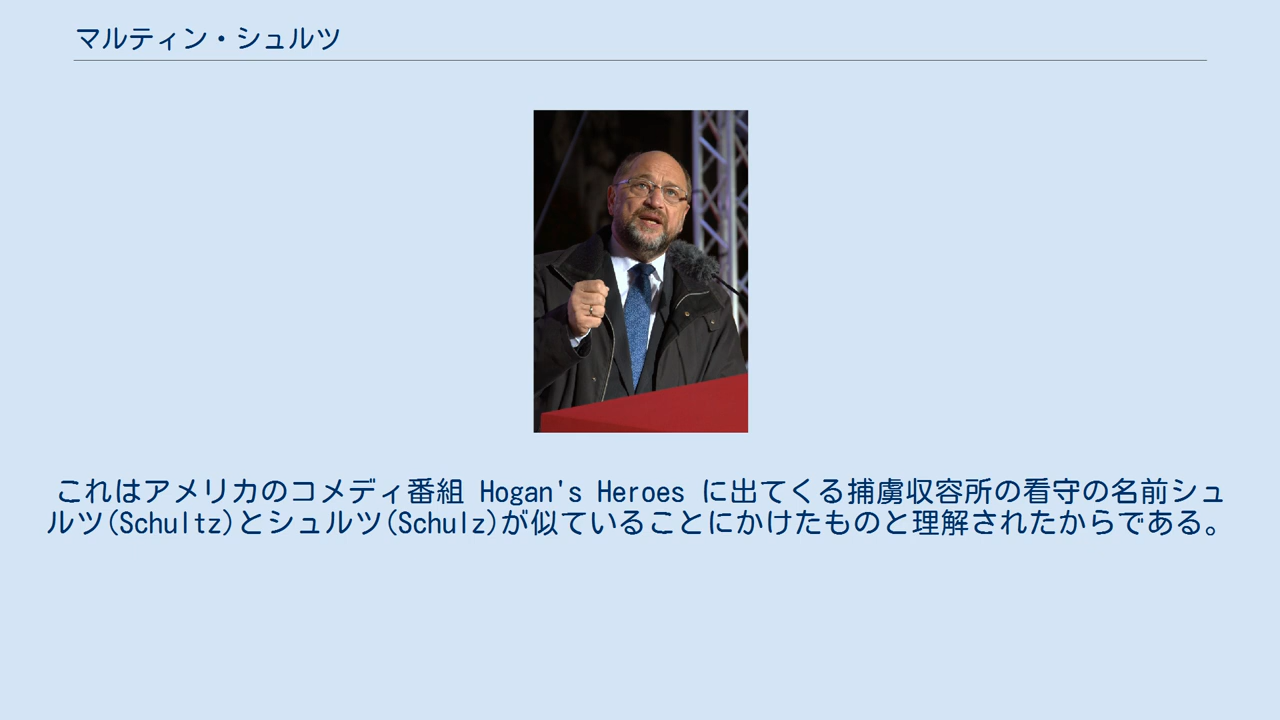 マルティン・シュルツ
これはアメリカのコメディ番組 Hogan's Heroes に出てくる捕虜収容所の看守の名前シュ
ルツ(Schultz)とシュルツ(Schulz)が似ていることにかけたものと理解されたからである。